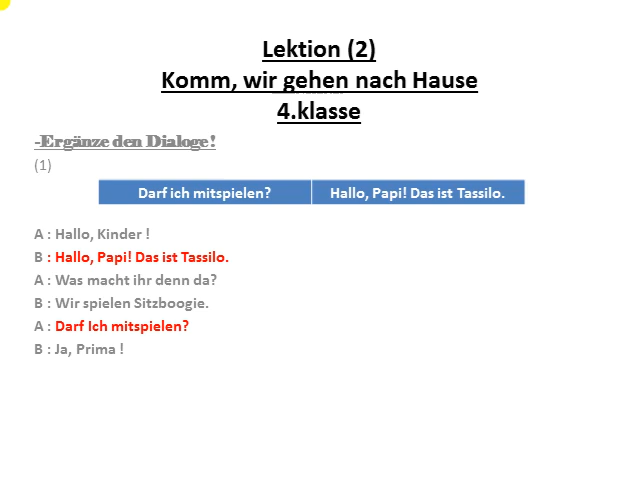 Lektion (2)
Komm, wir gehen nach Hause
4.klasse
-Ergänze den Dialoge!
(1)
Darf ich mitspielen? Hallo, Papi! Das ist Tassilo.
A : Hallo, Kinder !
B : Hallo, Papi! Das ist Tassilo.
A : Was macht ihr denn da?
B : Wir spielen Sitzboogie.
A : Darf Ich mitspielen?
B : Ja, Prima !